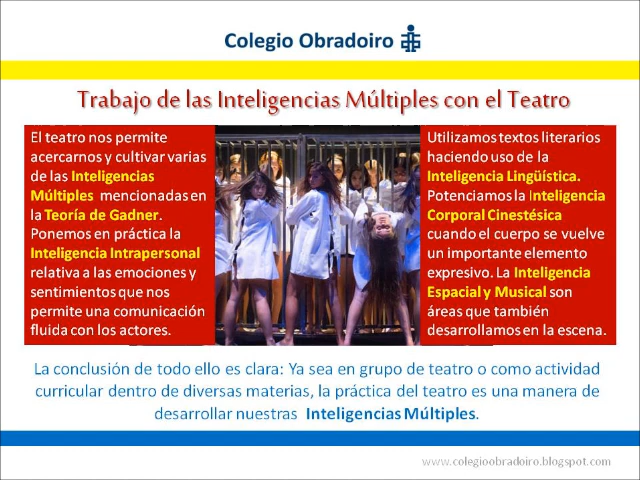 Colegio Obradoiro
Trabajo de las Inteligencias Múltiples con el Teatro
El teatro nos permite
acercarnos y cultivar varias
de las Inteligencias
Múltiples mencionadas en
la Teoría de Gadner.
Ponemos en práctica la
Inteligencia Intrapersonal
relativa a las emociones y
sentimientos que nos
permite una comunicación
fluida con los actores.
Utilizamos textos literarios
haciendo uso de la
Inteligencia Lingüística.
Potenciamos la Inteligencia
Corporal Cinestésica
cuando el cuerpo se vuelve
un importante elemento
expresivo. La Inteligencia
Espacial y Musical son
áreas que también
desarrollamos en la escena.
La conclusión de todo ello es clara: Ya sea en grupo de teatro o como actividad
curricular dentro de diversas materias, la práctica del teatro es una manera de
desarrollar nuestras Inteligencias Múltiples.
www.colegioobradoiro.blogspot.com